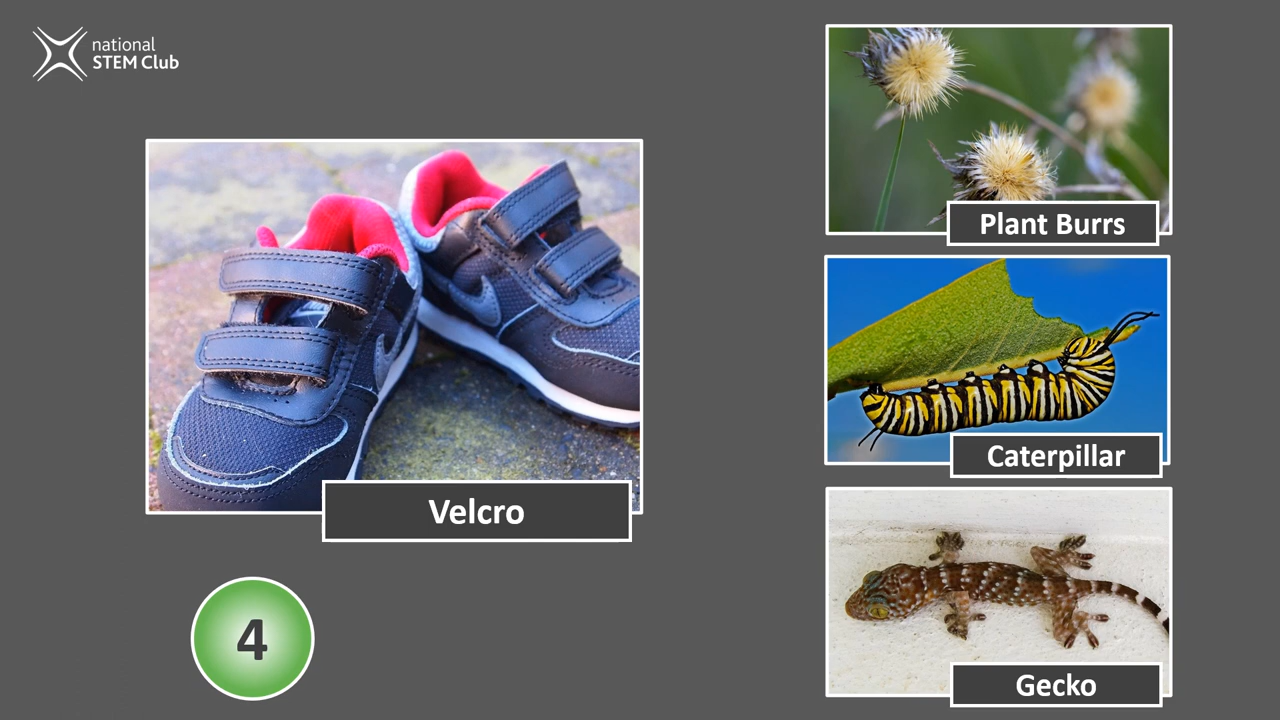 national
STEM Club
Velcro
4
Plant Burrs
Caterpillar
Gecko